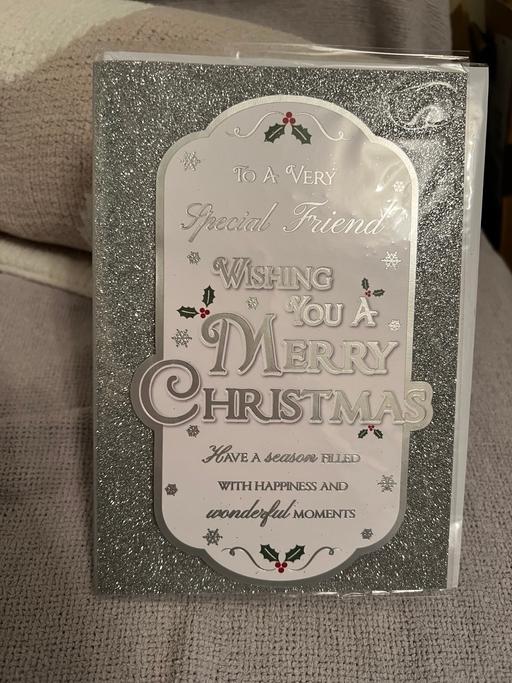 To A Very
Special Friend
Wishing
You A
Merry
Christmas
Have a season filled
with happiness and
wonderful moments